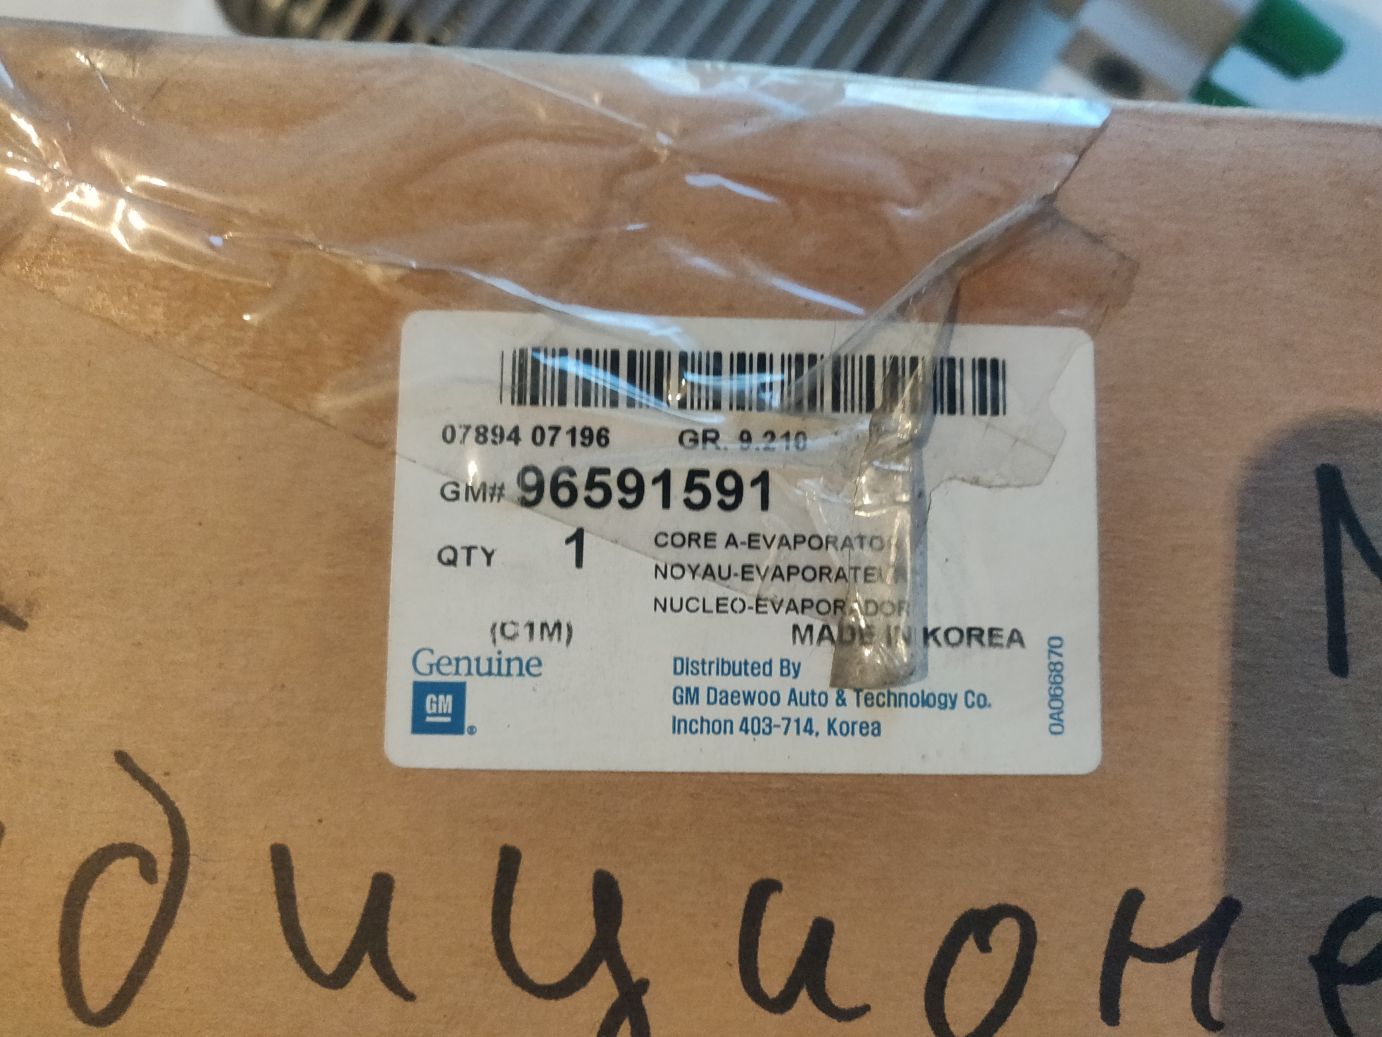 07894 07196 GR. 9.210
GM# 96591591
QTY 1 CORE A-EVAPORATO
NOYAU-EVAPORATEUR
NUCLEO-EVAPORADOR
(C1M) MADE IN KOREA
Genuine
GM
®
Distributed By
GM Daewoo Auto & Technology Co.
Inchon 403-714, Korea
0A066870
диционе